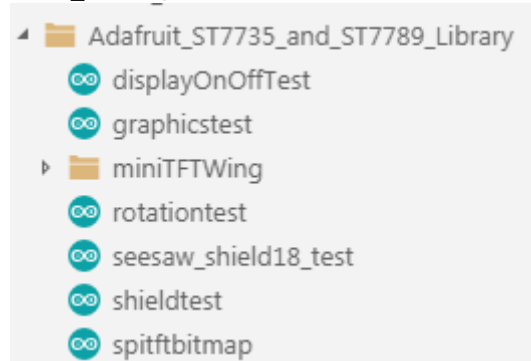 Adafruit_ST7735_and_ST7789_Library
displayOnOffTest
graphicstest
miniTFTWing
rotationtest
seesaw_shield18_test
shieldtest
spitftbitmap